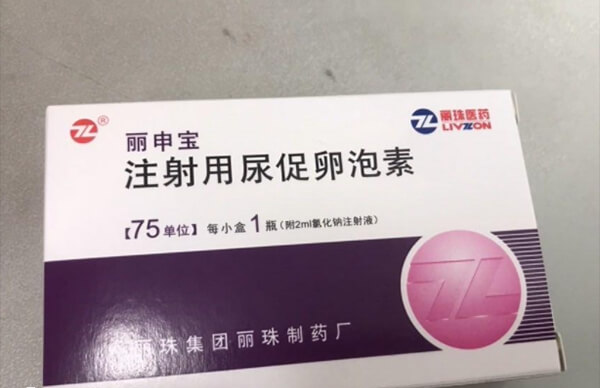 丽珠医药
LIVZON
丽申宝
注射用尿促卵泡素
【75单位】每小盒1瓶(附2ml氯化钠注射液)
丽珠集团丽珠制药厂